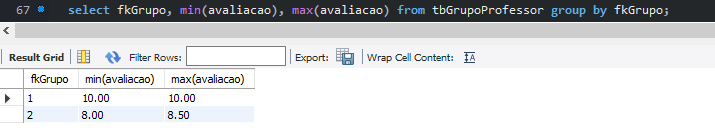 67 select fkGrupo, min(avaliacao), max(avaliacao) from tbGrupoProfessor group by fkGrupo;
Result Grid Filter Rows: Export: Wrap Cell Content: IA
fkGrupo min(avaliacao) max(avaliacao)
1 10.00 10.00
2 8.00 8.50